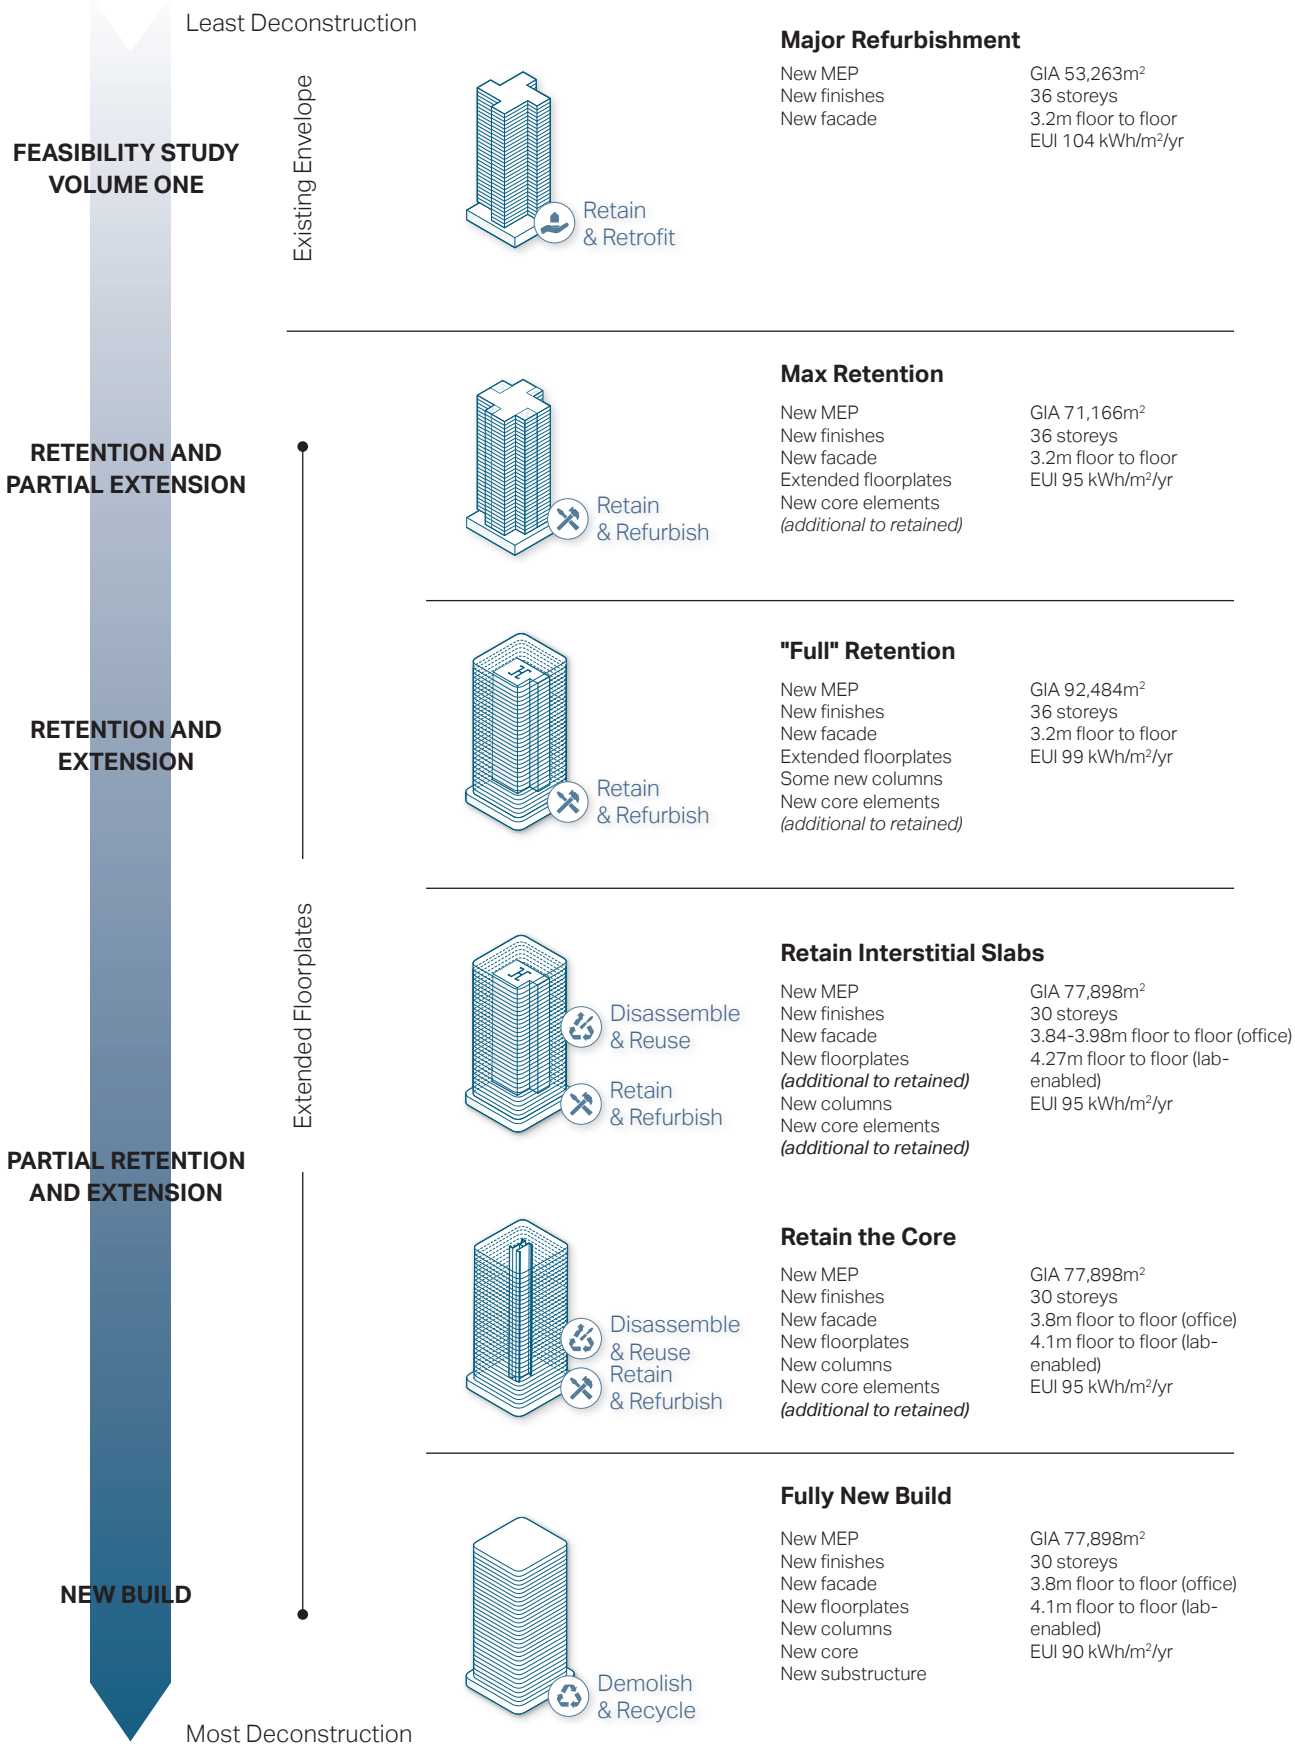 Least Deconstruction
FEASIBILITY STUDY
VOLUME ONE
Existing Envelope
Retain
& Retrofit
Major Refurbishment
New MEP
New finishes
New facade
GIA 53,263m²
36 storeys
3.2m floor to floor
EUI 104 kWh/m²/yr
RETENTION AND
PARTIAL EXTENSION
Retain
& Refurbish
Max Retention
New MEP
New finishes
New facade
Extended floorplates
New core elements
(additional to retained)
GIA 71,166m²
36 storeys
3.2m floor to floor
EUI 95 kWh/m²/yr
RETENTION AND
EXTENSION
Retain
& Refurbish
"Full" Retention
New MEP
New finishes
New facade
Extended floorplates
Some new columns
New core elements
(additional to retained)
GIA 92,484m²
36 storeys
3.2m floor to floor
EUI 99 kWh/m²/yr
Extended Floorplates
PARTIAL RETENTION
AND EXTENSION
Disassemble
& Reuse
Retain
& Refurbish
Retain Interstitial Slabs
New MEP
New finishes
New facade
New floorplates
(additional to retained)
New columns
New core elements
(additional to retained)
GIA 77,898m²
30 storeys
3.84-3.98m floor to floor (office)
4.27m floor to floor (lab-
enabled)
EUI 95 kWh/m²/yr
Disassemble
& Reuse
Retain
& Refurbish
Retain the Core
New MEP
New finishes
New facade
New floorplates
New columns
New core elements
(additional to retained)
GIA 77,898m²
30 storeys
3.8m floor to floor (office)
4.1m floor to floor (lab-
enabled)
EUI 95 kWh/m²/yr
NEW BUILD
Demolish
& Recycle
Fully New Build
New MEP
New finishes
New facade
New floorplates
New columns
New core
New substructure
GIA 77,898m²
30 storeys
3.8m floor to floor (office)
4.1m floor to floor (lab-
enabled)
EUI 90 kWh/m²/yr
Most Deconstruction